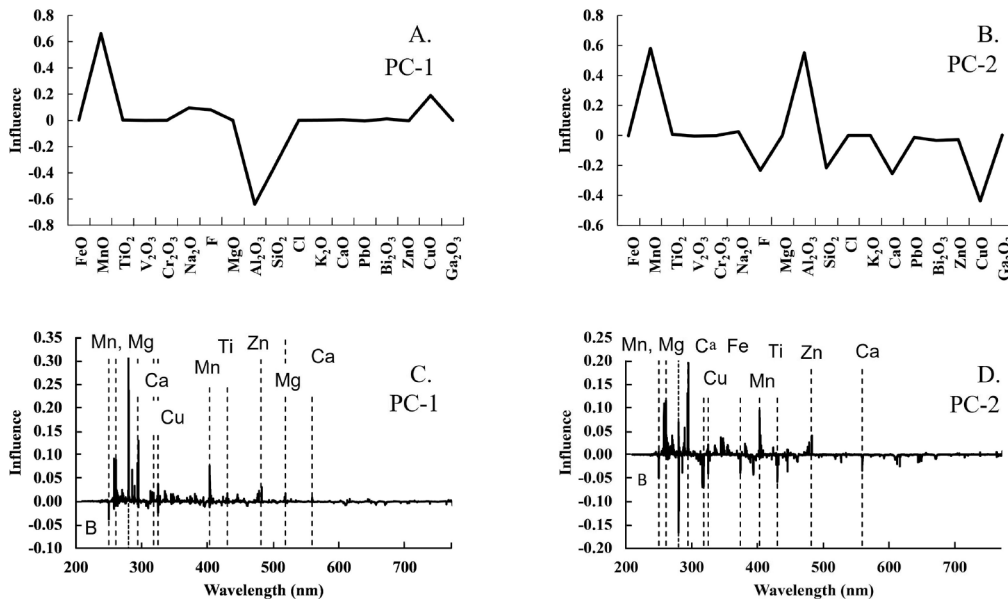 A.
PC-1
Influence
0.8
0.6
0.4
0.2
0
-0.2
-0.4
-0.6
-0.8
FeO
MnO
TiO₂
V₂O₃
Cr₂O₃
Na₂O
F
MgO
Al₂O₃
SiO₂
Cl
K₂O
CaO
PbO
Bi₂O₃
ZnO
CuO
Ga₂O₃
B.
PC-2
Influence
0.8
0.6
0.4
0.2
0
-0.2
-0.4
-0.6
FeO
MnO
TiO₂
V₂O₃
Cr₂O₃
Na₂O
F
MgO
Al₂O₃
SiO₂
Cl
K₂O
CaO
PbO
Bi₂O₃
ZnO
CuO
Ga₂O₃
C.
PC-1
Influence
0.35
0.30
0.25
0.20
0.15
0.10
0.05
0.00
-0.05
-0.10
Mn, Mg
Ca
Cu
Mn
Ti
Zn
Mg
Ca
B
200 300 400 500 600 700
Wavelength (nm)
D.
PC-2
Influence
0.20
0.15
0.10
0.05
0.00
-0.05
-0.10
-0.15
-0.20
Mn, Mg
Ca
Cu
Fe
Mn
Ti
Zn
Ca
B
200 300 400 500 600 700
Wavelength (nm)